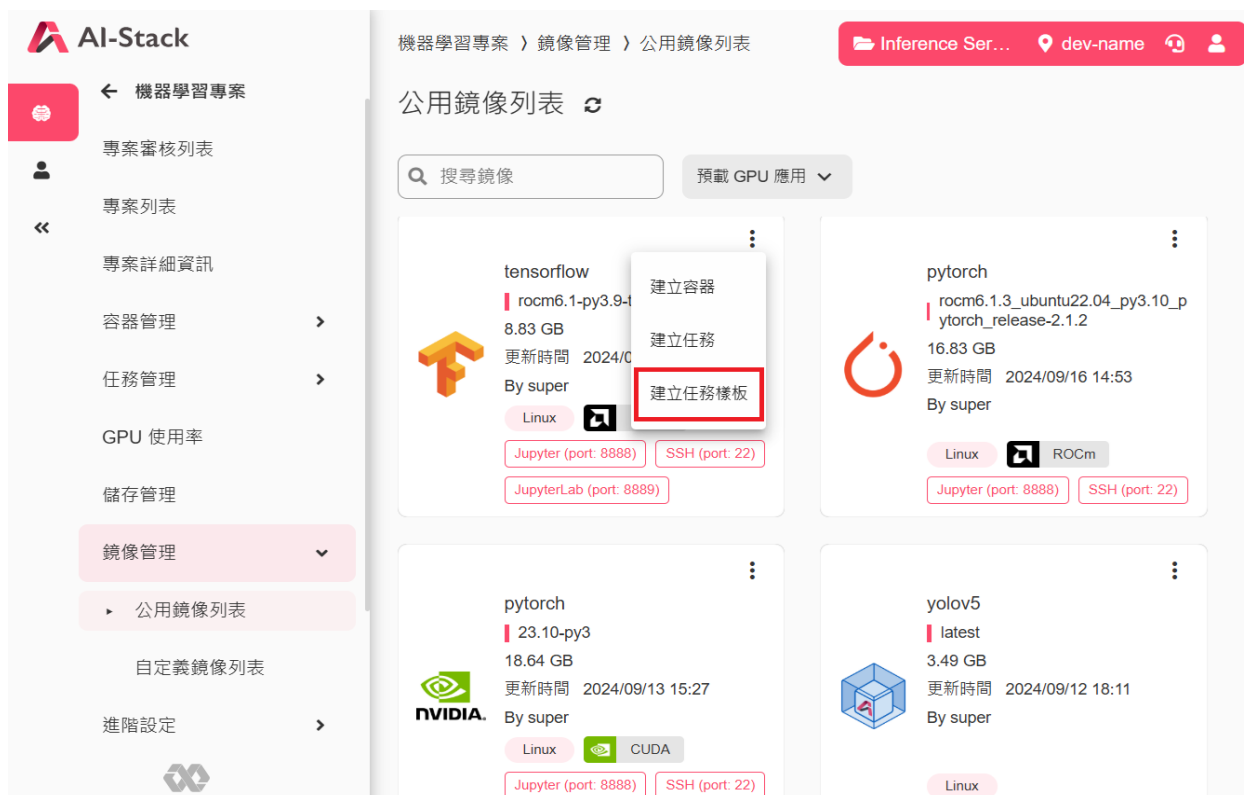 AI-Stack
機器學習專案
專案審核列表
專案列表
專案詳細資訊
容器管理
任務管理
GPU 使用率
儲存管理
鏡像管理
公用鏡像列表
自定義鏡像列表
進階設定
機器學習專案 〉鏡像管理 〉公用鏡像列表
Inference Ser... dev-name
公用鏡像列表
搜尋鏡像
預載 GPU 應用
tensorflow
rocm6.1-py3.9-t
8.83 GB
更新時間 2024/0
By super
Linux
Jupyter (port: 8888) SSH (port: 22)
JupyterLab (port: 8889)
建立容器
建立任務
建立任務樣板
pytorch
rocm6.1.3_ubuntu22.04_py3.10_p
ytorch_release-2.1.2
16.83 GB
更新時間 2024/09/16 14:53
By super
Linux ROCm
Jupyter (port: 8888) SSH (port: 22)
pytorch
23.10-py3
18.64 GB
更新時間 2024/09/13 15:27
By super
NVIDIA.
Linux CUDA
Jupyter (port: 8888) SSH (port: 22)
yolov5
latest
3.49 GB
更新時間 2024/09/12 18:11
By super
Linux